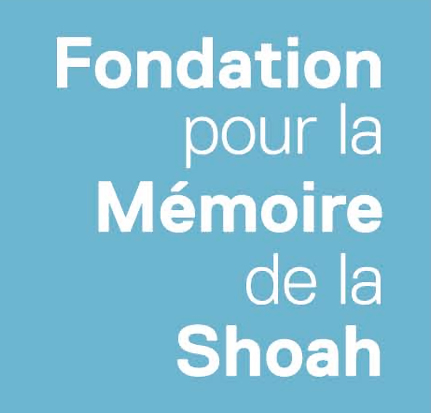 Fondation
pour la
Mémoire
de la
Shoah